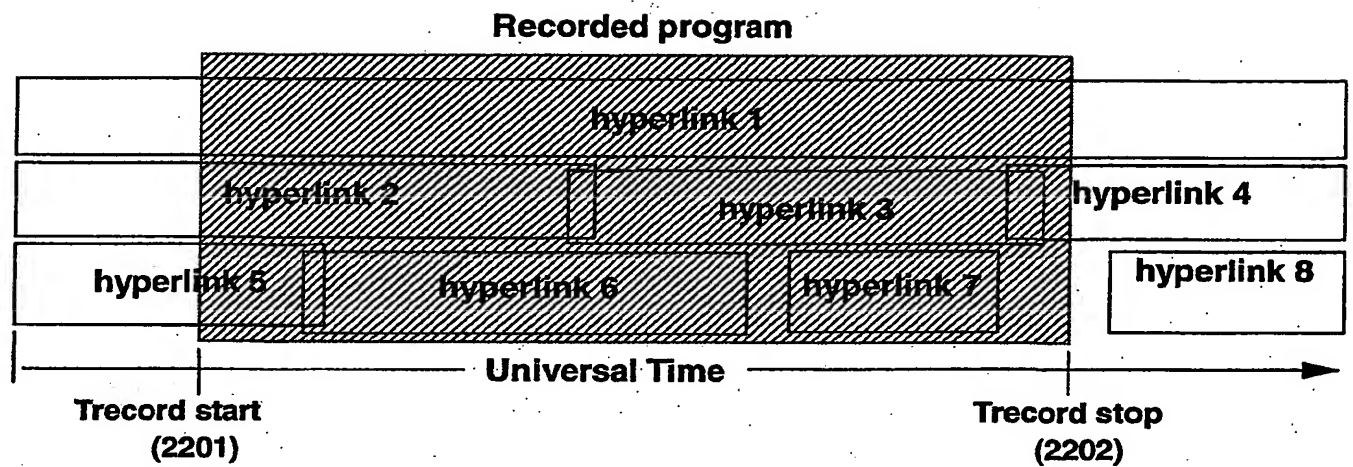 Recorded program
hyperlink 1
hyperlink 2
hyperlink 3
hyperlink 4
hyperlink 5
hyperlink 6
hyperlink 7
hyperlink 8
Universal Time
Trecord start
(2201)
Trecord stop
(2202)